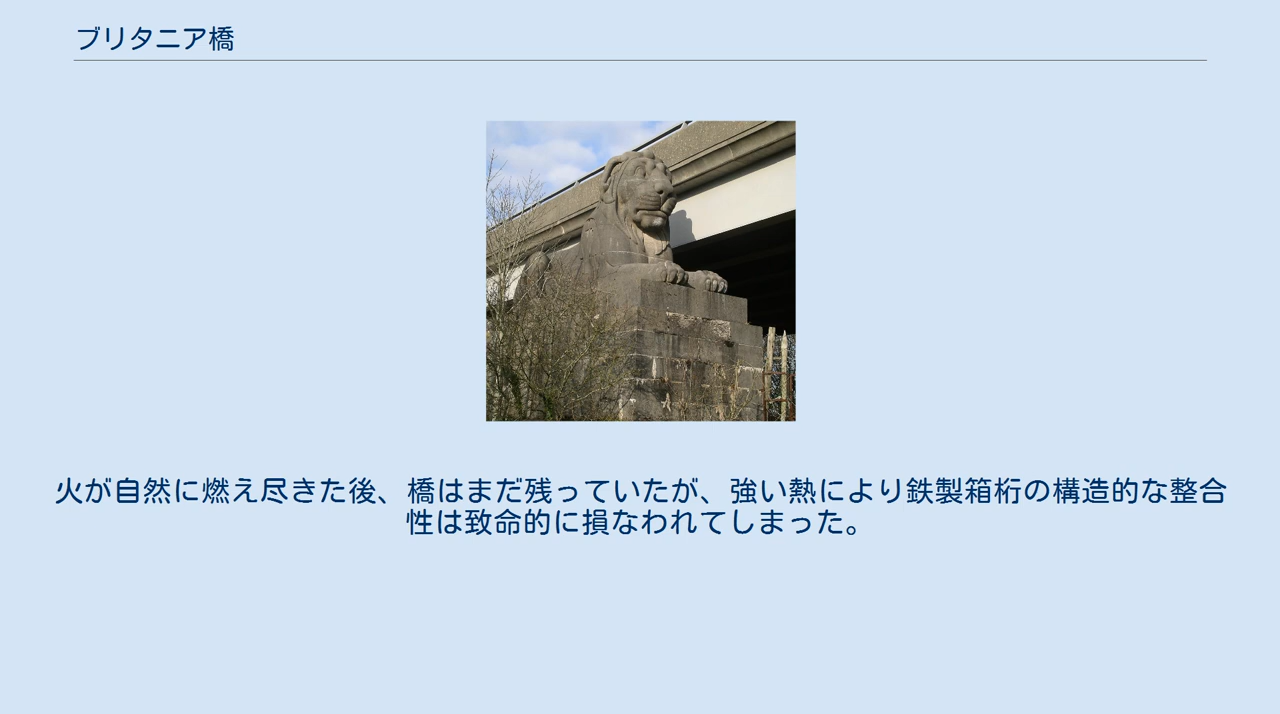 ブリタニア橋
火が自然に燃え尽きた後、橋はまだ残っていたが、強い熱により鉄製箱桁の構造的な整合
性は致命的に損なわれてしまった。